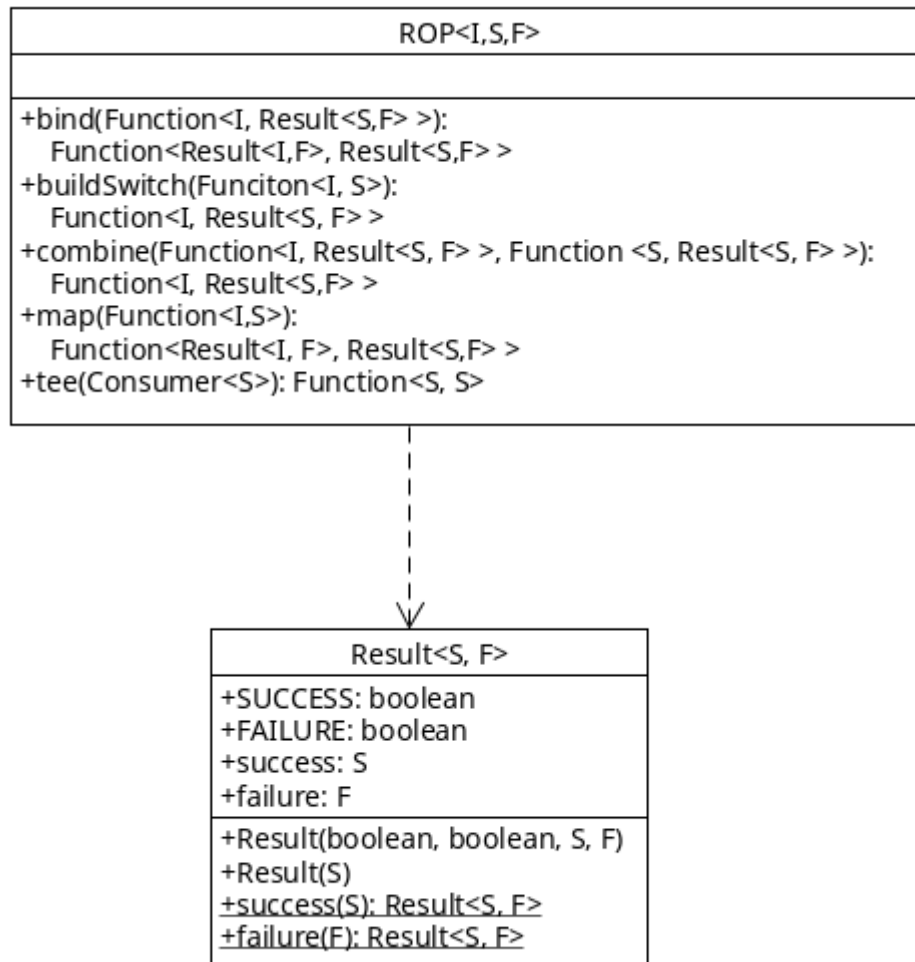 ROP<I,S,F>
+bind(Function<I, Result<S,F> >):
Function<Result<I,F>, Result<S,F> >
+buildSwitch(Funciton<I, S>):
Function<I, Result<S, F> >
+combine(Function<I, Result<S, F> >, Function <S, Result<S, F> >):
Function<I, Result<S,F> >
+map(Function<I,S>):
Function<Result<I, F>, Result<S,F> >
+tee(Consumer<S>): Function<S, S>
Result<S, F>
+SUCCESS: boolean
+FAILURE: boolean
+success: S
+failure: F
+Result(boolean, boolean, S, F)
+Result(S)
+success(S): Result<S, F>
+failure(F): Result<S, F>